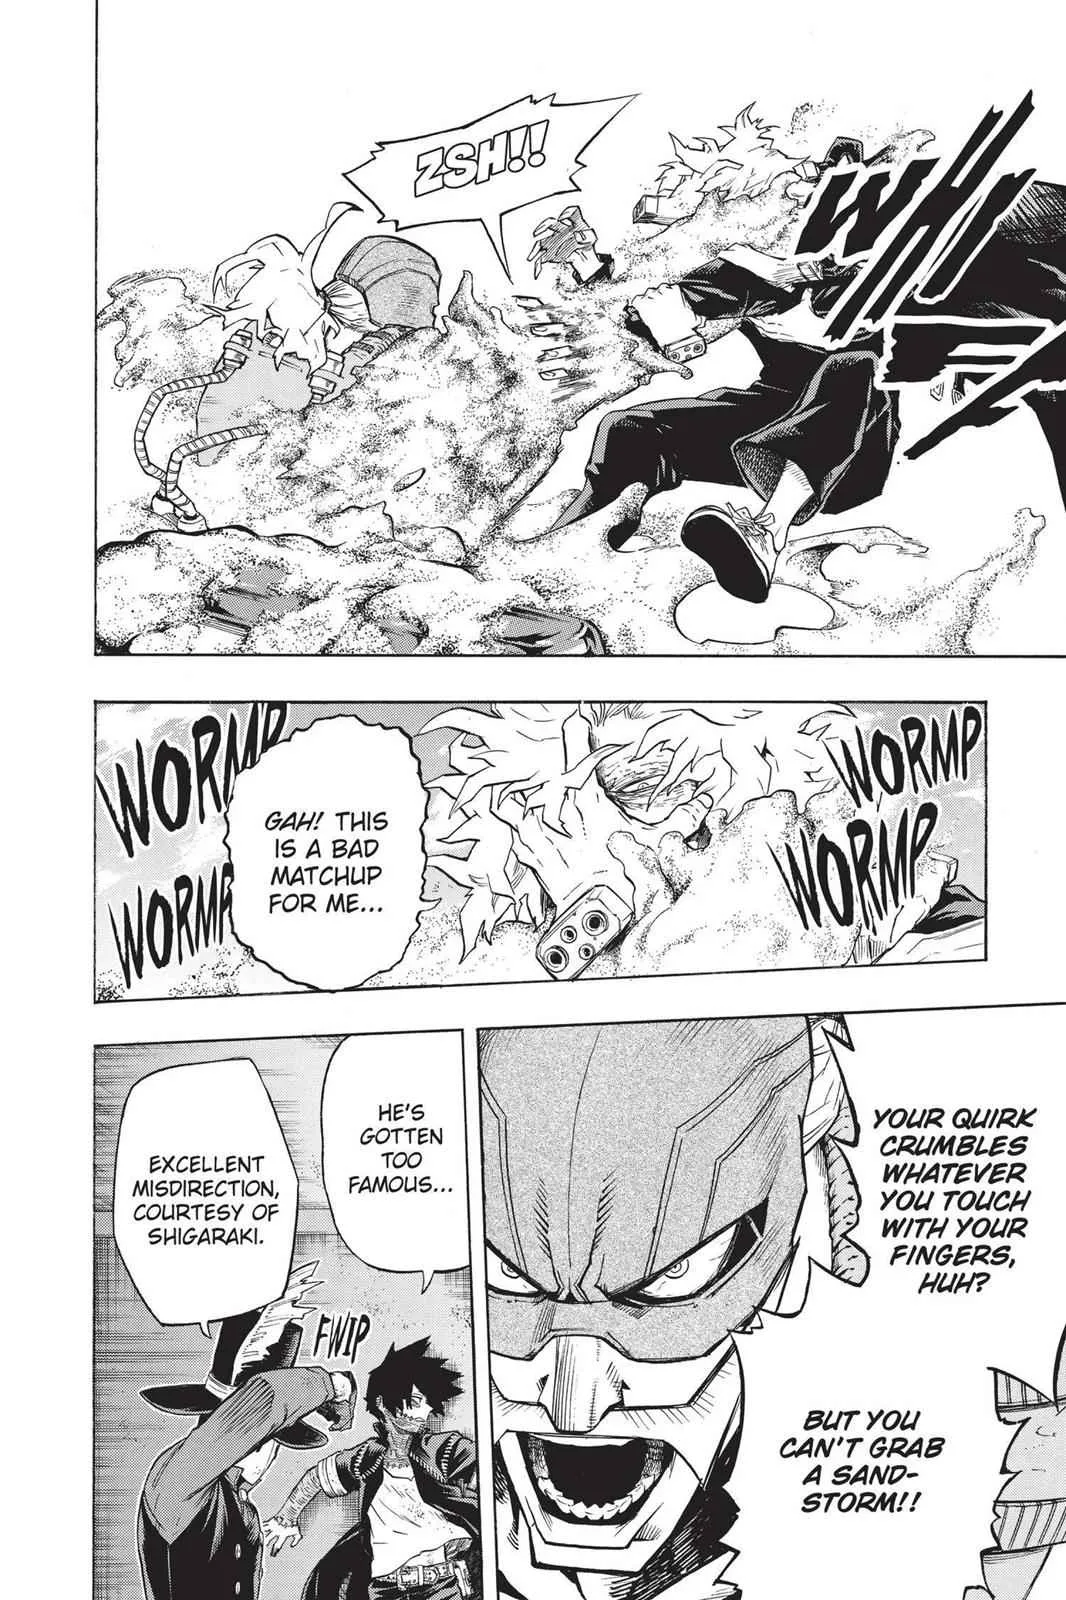 WHI
ZSH!!
WORMP
WORMP
GAH! THIS
IS A BAD
MATCHUP
FOR ME...
WORMP
WORMP
YOUR QUIRK
CRUMBLES
WHATEVER
YOU TOUCH
WITH YOUR
FINGERS,
HUH?
BUT YOU
CAN'T GRAB
A SAND-
STORM!!
HE'S
GOTTEN
TOO
FAMOUS...
FWIP
EXCELLENT
MISDIRECTION,
COURTESY OF
SHIGARAKI.